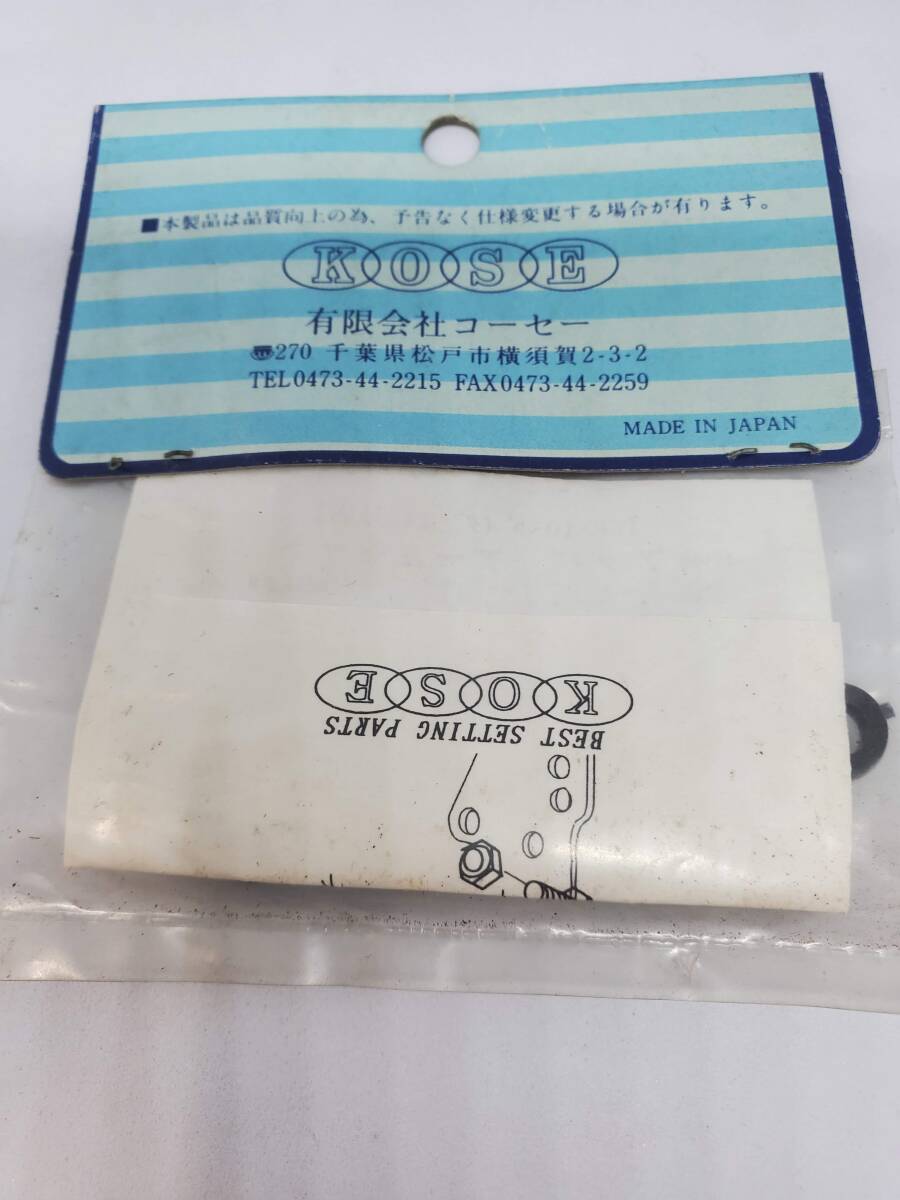 ■本製品は品質向上の為、予告なく仕様変更する場合が有ります。
KOSE
有限会社コーセー
〠270 千葉県松戸市横須賀2-3-2
TEL0473-44-2215 FAX0473-44-2259
MADE IN JAPAN
KOSE
BEST SETTING PARTS